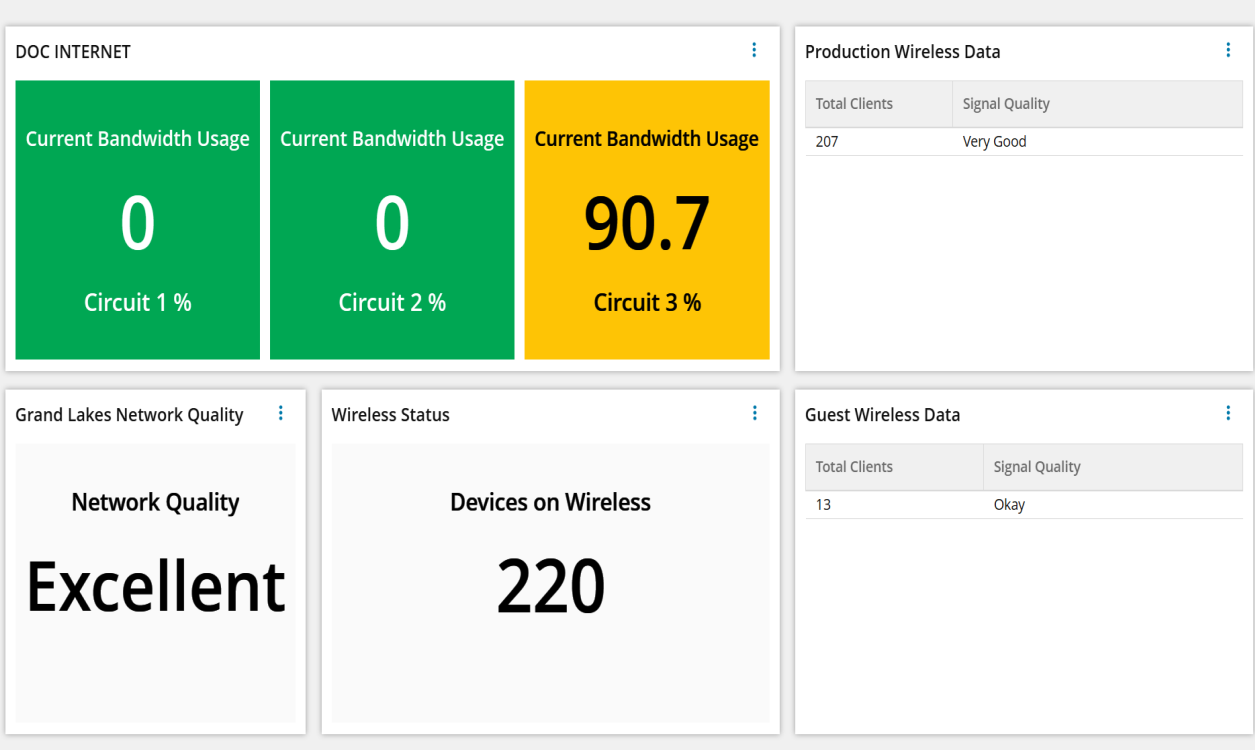 DOC INTERNET
Current Bandwidth Usage
0
Circuit 1 %
Current Bandwidth Usage
0
Circuit 2 %
Current Bandwidth Usage
90.7
Circuit 3 %
Production Wireless Data
Total Clients Signal Quality
207 Very Good
Grand Lakes Network Quality
Network Quality
Excellent
Wireless Status
Devices on Wireless
220
Guest Wireless Data
Total Clients Signal Quality
13 Okay